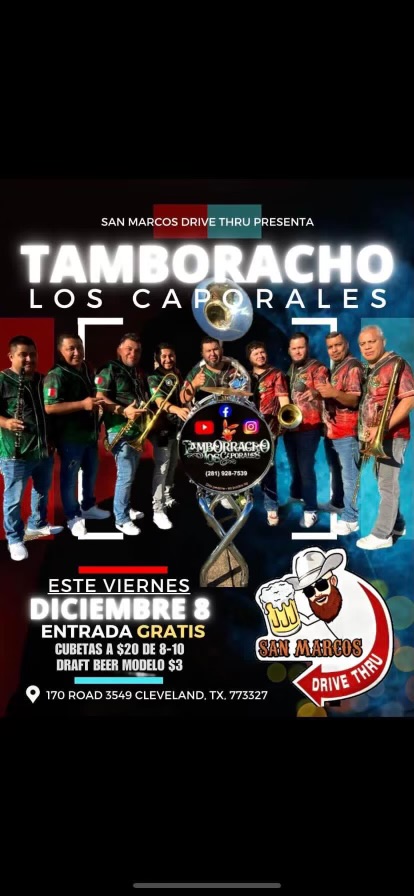 SAN MARCOS DRIVE THRU PRESENTA
TAMBORACHO
LOS CAPORALES
TAMBORRACHO
LOS CAPORALES
(281) 928-7539
ESTE VIERNES
DICIEMBRE 8
ENTRADA GRATIS
CUBETAS A $20 DE 8-10
DRAFT BEER MODELO $3
170 ROAD 3549 CLEVELAND, TX, 773327
SAN MARCOS
DRIVE THRU